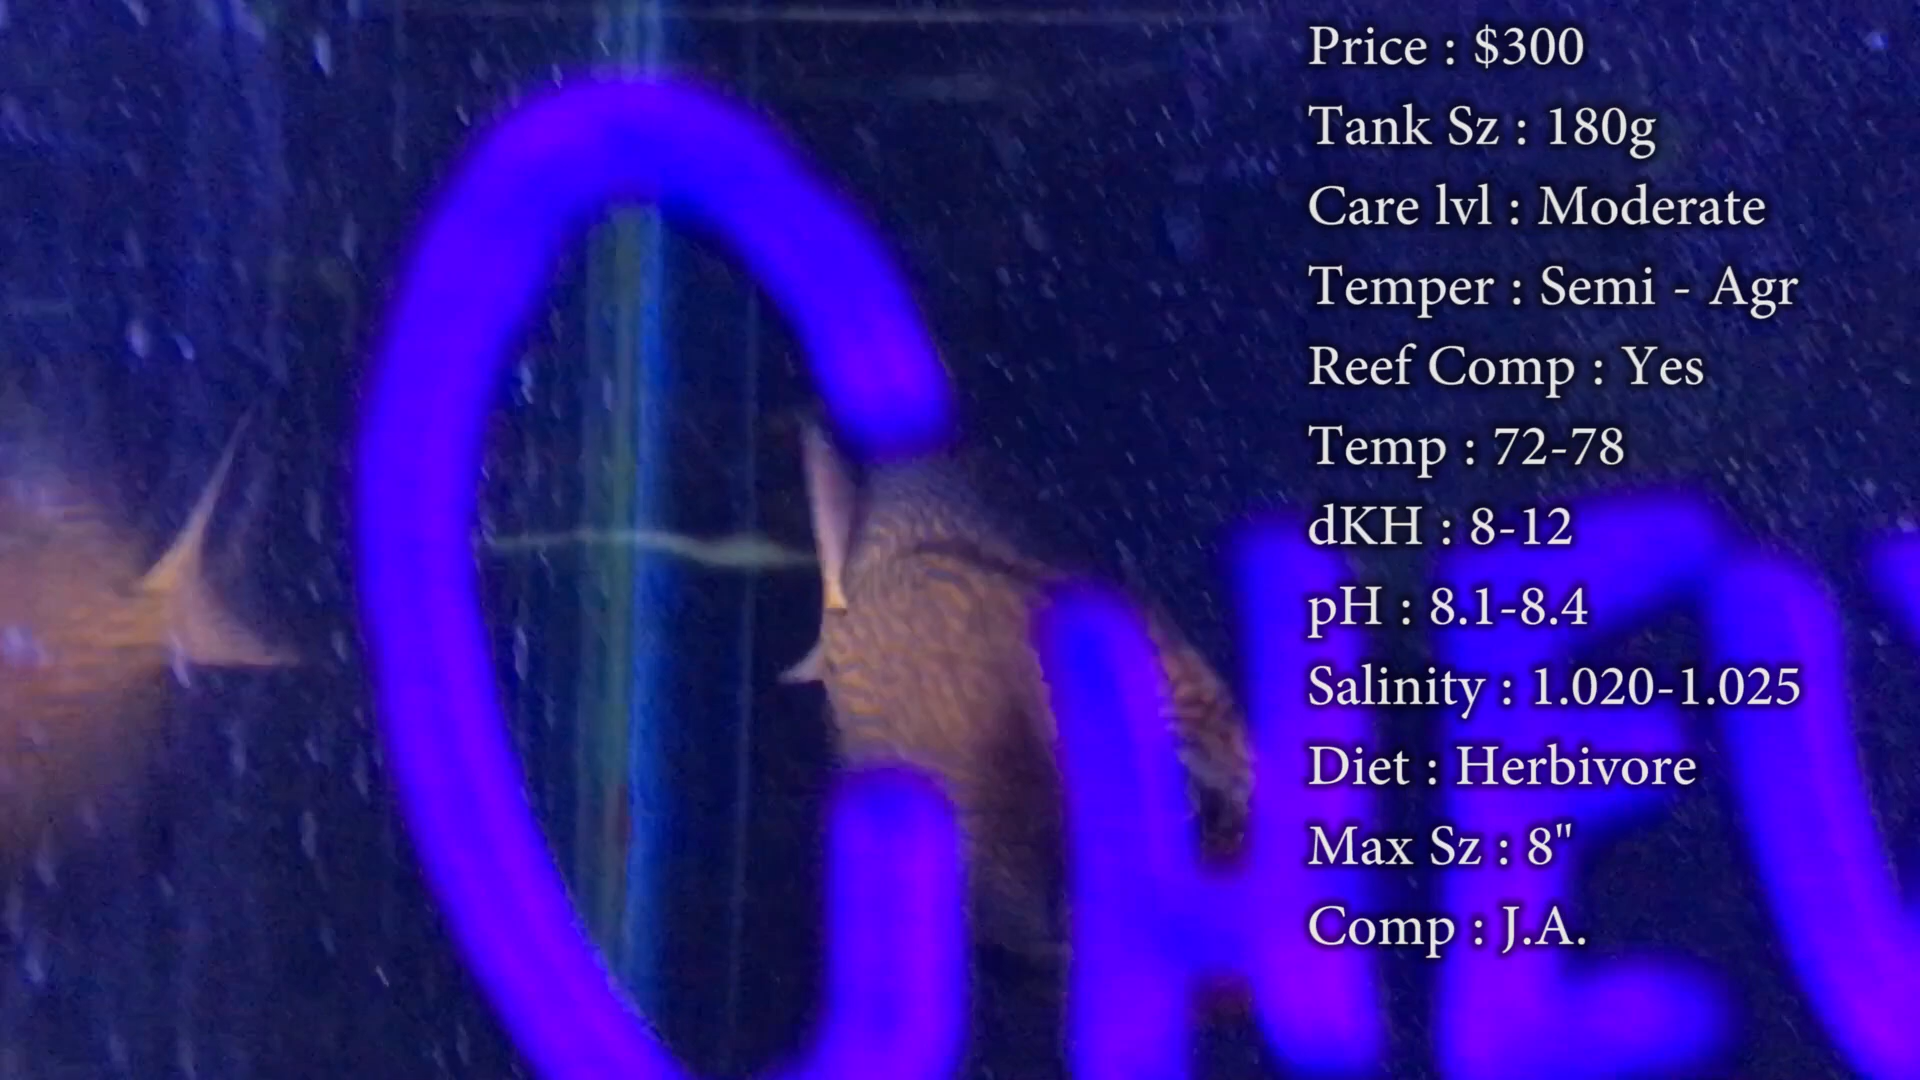 Price : $300
Tank Sz : 180g
Care lvl : Moderate
Temper : Semi - Agr
Reef Comp : Yes
Temp : 72-78
dKH : 8-12
pH : 8.1-8.4
Salinity : 1.020-1.025
Diet : Herbivore
Max Sz : 8"
Comp : J.A.
CHEV